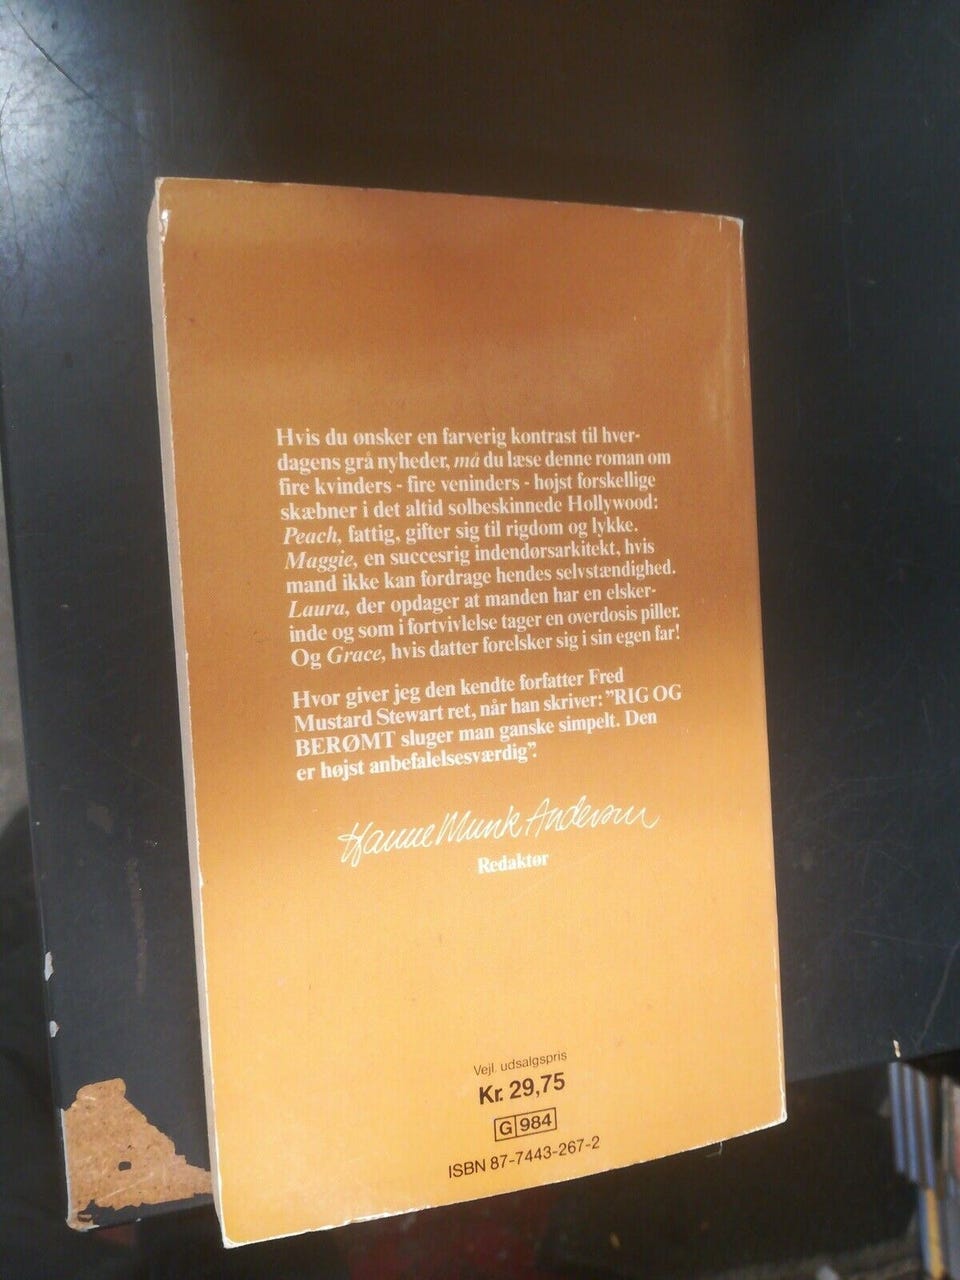 Hvis du ønsker en farverig kontrast til hver-
dagens grå nyheder, må du læse denne roman om
fire kvinders - fire veninders - højst forskellige
skæbner i det altid solbeskinnede Hollywood:
Peach, fattig, gifter sig til rigdom og lykke.
Maggie, en succesrig indendørsarkitekt, hvis
mand ikke kan fordrage hendes selvstændighed.
Laura, der opdager at manden har en elsker-
inde og som i fortvivlelse tager en overdosis piller.
Og Grace, hvis datter forelsker sig i sin egen far!
Hvor giver jeg den kendte forfatter Fred
Mustard Stewart ret, når han skriver: "RIG OG
BERØMT sluger man ganske simpelt. Den
er højst anbefalelsesværdig".
Hanne Munk Andersen
Redaktør
Vejl. udsalgspris
Kr. 29,75
G 984
ISBN 87-7443-267-2